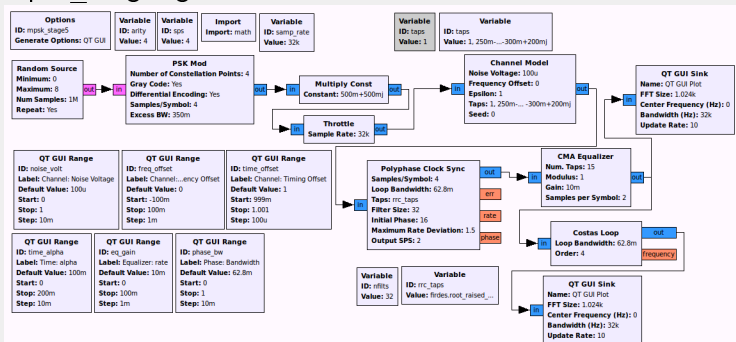 Options
ID: mpsk_stage5
Generate Options: QT GUI
Variable
ID: arity
Value: 4
Variable
ID: sps
Value: 4
Import
Import: math
Variable
ID: samp_rate
Value: 32k
Variable
ID: taps
Value: 1
Variable
ID: taps
Value: 1, 250m-...-300m+200mj
Random Source
Minimum: 0
Maximum: 8
Num Samples: 1M
Repeat: Yes
out
in
PSK Mod
Number of Constellation Points: 4
Gray Code: Yes
Differential Encoding: Yes
Samples/Symbol: 4
Excess BW: 350m
out
in
Multiply Const
Constant: 500m+500mj
out
in
Throttle
Sample Rate: 32k
out
in
Channel Model
Noise Voltage: 100u
Frequency Offset: 0
Epsilon: 1
Taps: 1, 250m-... -300m+200mj
Seed: 0
out
in
QT GUI Sink
Name: QT GUI Plot
FFT Size: 1.024k
Center Frequency (Hz): 0
Bandwidth (Hz): 32k
Update Rate: 10
QT GUI Range
ID: noise_volt
Label: Channel: Noise Voltage
Default Value: 100u
Start: 0
Stop: 1
Step: 10m
QT GUI Range
ID: freq_offset
Label: Channel:...ency Offset
Default Value: 0
Start: -100m
Stop: 100m
Step: 1m
QT GUI Range
ID: time_offset
Label: Channel: Timing Offset
Default Value: 1
Start: 999m
Stop: 1.001
Step: 100u
in
Polyphase Clock Sync
Samples/Symbol: 4
Loop Bandwidth: 62.8m
Taps: rrc_taps
Filter Size: 32
Initial Phase: 16
Maximum Rate Deviation: 1.5
Output SPS: 2
out
err
rate
phase
in
CMA Equalizer
Num. Taps: 15
Modulus: 1
Gain: 10m
Samples per Symbol: 2
out
QT GUI Range
ID: time_alpha
Label: Time: alpha
Default Value: 100m
Start: 0
Stop: 200m
Step: 10m
QT GUI Range
ID: eq_gain
Label: Equalizer: rate
Default Value: 10m
Start: 0
Stop: 100m
Step: 1m
QT GUI Range
ID: phase_bw
Label: Phase: Bandwidth
Default Value: 62.8m
Start: 0
Stop: 1
Step: 10m
in
Costas Loop
Loop Bandwidth: 62.8m
Order: 4
out
frequency
Variable
ID: nfilts
Value: 32
Variable
ID: rrc_taps
Value: firdes.root_raised_...
in
QT GUI Sink
Name: QT GUI Plot
FFT Size: 1.024k
Center Frequency (Hz): 0
Bandwidth (Hz): 32k
Update Rate: 10